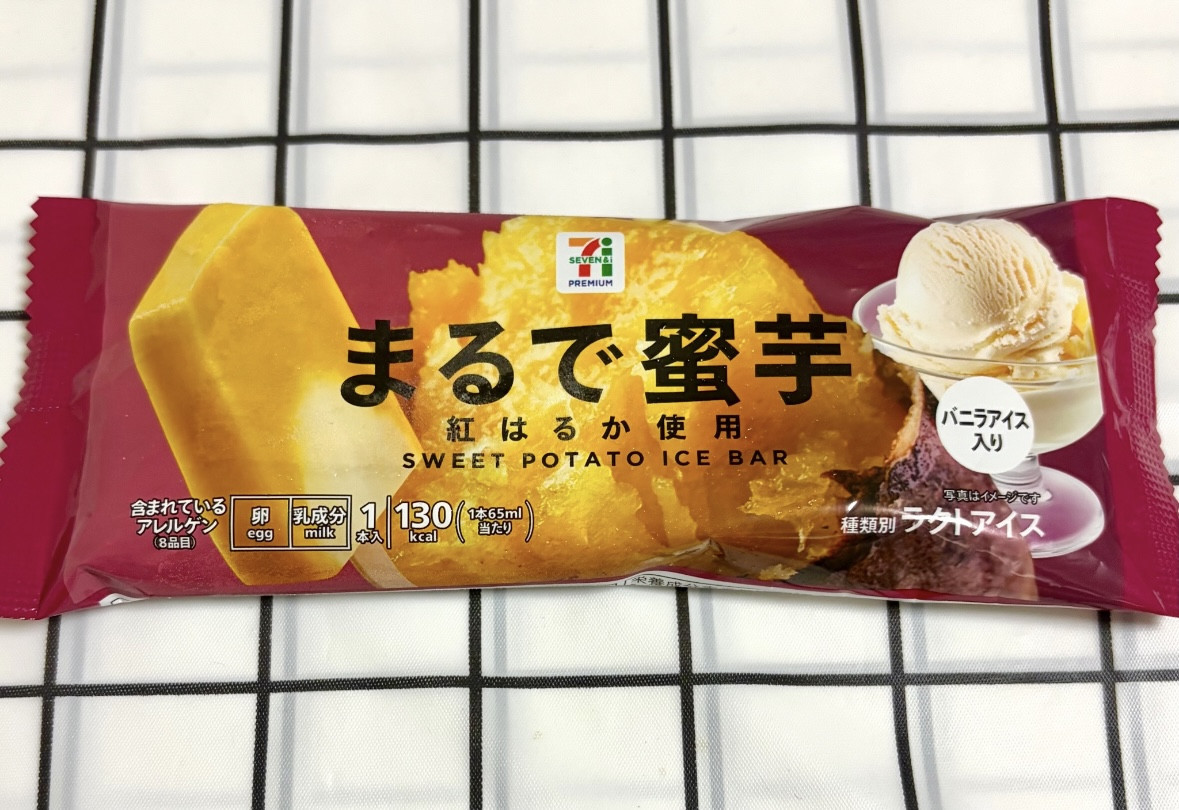 7i
SEVEN&i
PREMIUM
まるで蜜芋
紅はるか使用
SWEET POTATO ICE BAR
バニラアイス
入り
写真はイメージです
種類別 ラクトアイス
含まれている
アレルゲン
(8品目)
卵
egg
乳成分
milk
1
本入
130
kcal
(1本65ml
当たり)